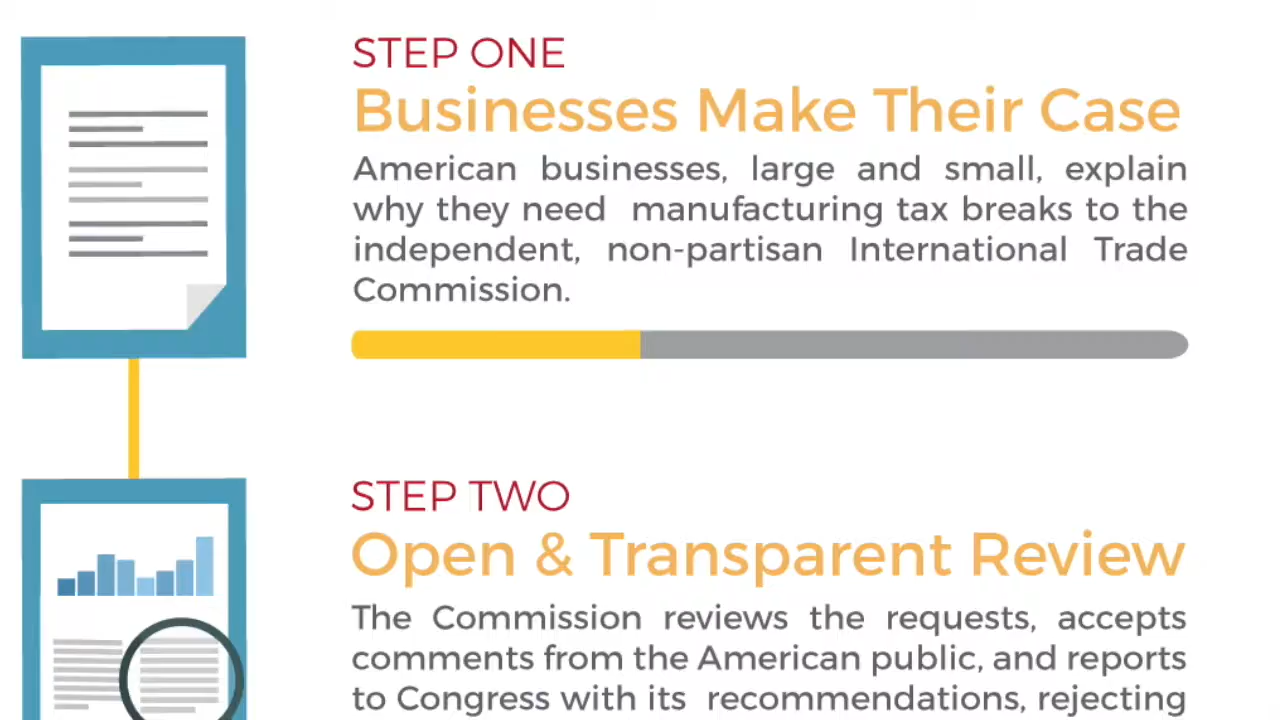 STEP ONE
Businesses Make Their Case
American businesses, large and small, explain
why they need manufacturing tax breaks to the
independent, non-partisan International Trade
Commission.
STEP TWO
Open & Transparent Review
The Commission reviews the requests, accepts
comments from the American public, and reports
to Congress with its recommendations, rejecting